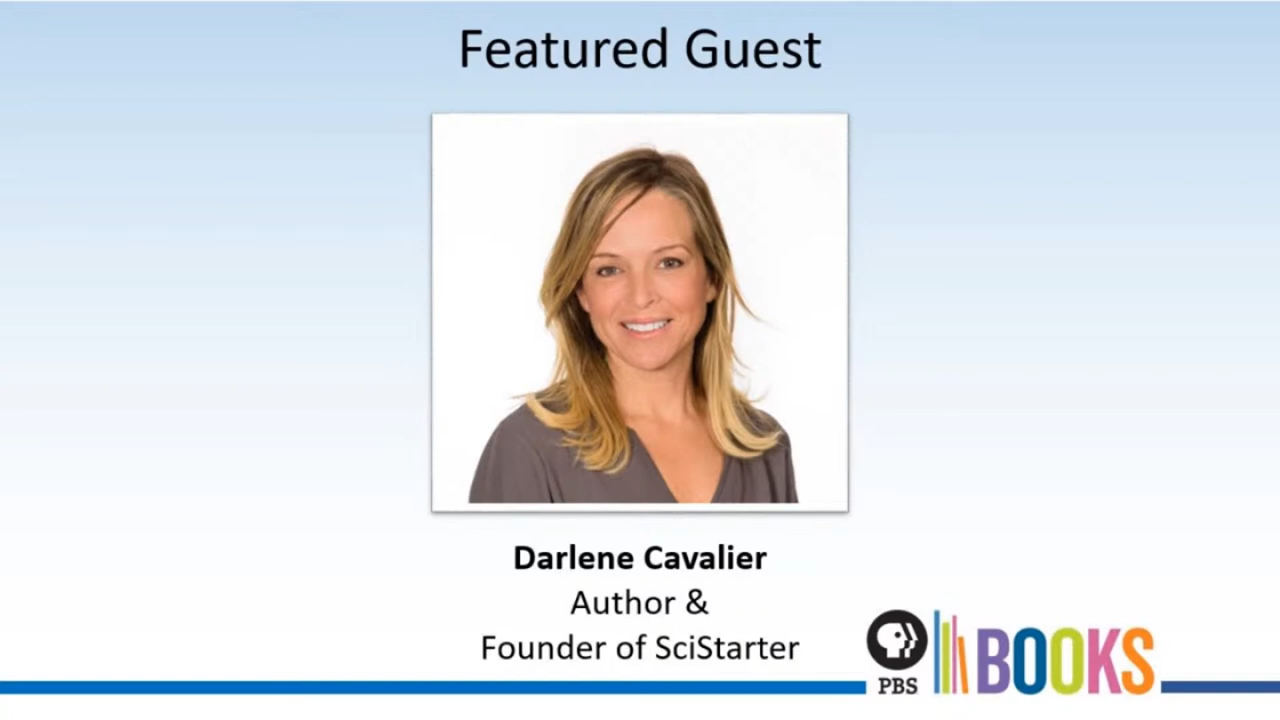 Featured Guest
Darlene Cavalier
Author &
Founder of SciStarter
PBS
BOOKS